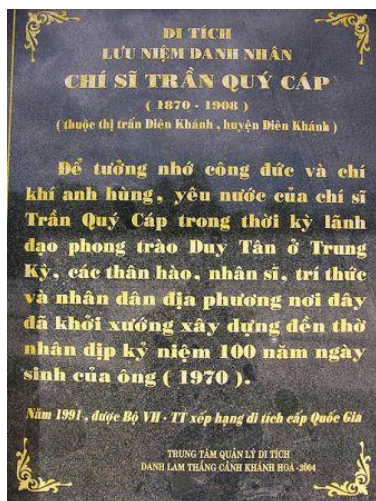 DI TÍCH
LƯU NIỆM DANH NHÂN
CHÍ SĨ TRẦN QUÝ CÁP
( 1870 - 1908 )
( thuộc thị trấn Diên Khánh , huyện Diên Khánh )
Để tưởng nhớ công đức và chí
khí anh hùng , yêu nước của chí sĩ
Trần Quý Cáp trong thời kỳ lãnh
đạo phong trào Duy Tân ở Trung
Kỳ , các thân hào , nhân sĩ , trí thức
và nhân dân địa phương nơi đây
đã khởi xướng xây dựng đền thờ
nhân dịp kỷ niệm 100 năm ngày
sinh của ông ( 1970 ) .
Năm 1991 , được Bộ VH - TT xếp hạng di tích cấp Quốc Gia
TRUNG TÂM QUẢN LÝ DI TÍCH
DANH LAM THẮNG CẢNH KHÁNH HOÀ - 2004